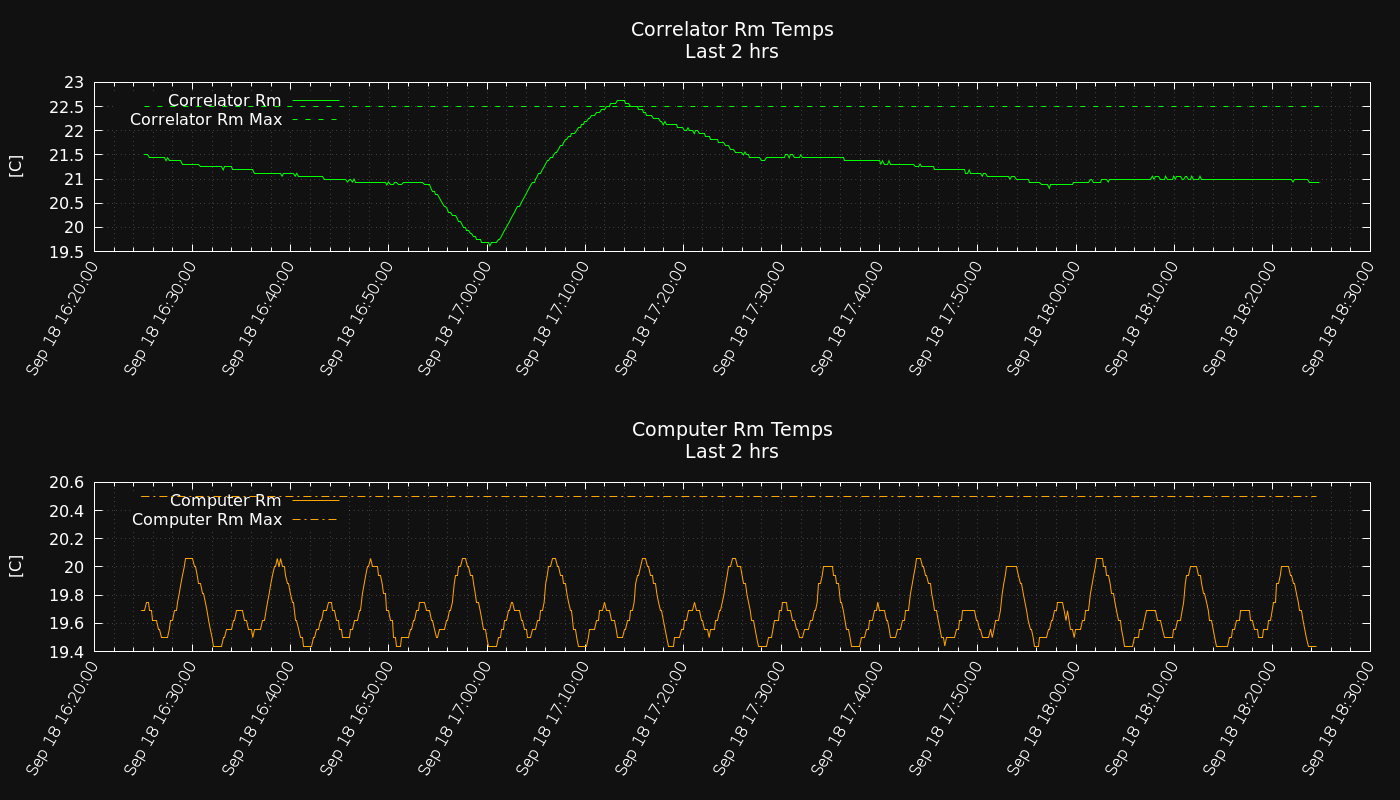 Correlator Rm Temps
Last 2 hrs
23
22.5
22
21.5
21
20.5
20
19.5
[C]
Correlator Rm
Correlator Rm Max
Sep 18 16:20:00
Sep 18 16:30:00
Sep 18 16:40:00
Sep 18 16:50:00
Sep 18 17:00:00
Sep 18 17:10:00
Sep 18 17:20:00
Sep 18 17:30:00
Sep 18 17:40:00
Sep 18 17:50:00
Sep 18 18:00:00
Sep 18 18:10:00
Sep 18 18:20:00
Sep 18 18:30:00
Computer Rm Temps
Last 2 hrs
20.6
20.4
20.2
20
19.8
19.6
19.4
[C]
Computer Rm
Computer Rm Max
Sep 18 16:20:00
Sep 18 16:30:00
Sep 18 16:40:00
Sep 18 16:50:00
Sep 18 17:00:00
Sep 18 17:10:00
Sep 18 17:20:00
Sep 18 17:30:00
Sep 18 17:40:00
Sep 18 17:50:00
Sep 18 18:00:00
Sep 18 18:10:00
Sep 18 18:20:00
Sep 18 18:30:00